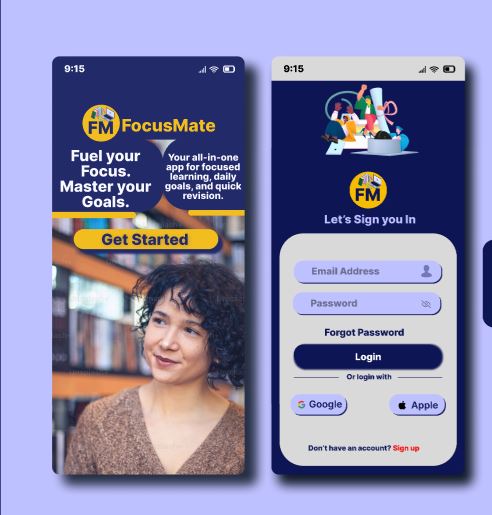 9:15
FM FocusMate
Fuel your
Focus.
Master your
Goals.
Your all-in-one
app for focused
learning, daily
goals, and quick
revision.
Get Started
9:15
FM
Let's Sign you In
Email Address
Password
Forgot Password
Login
Or login with
Google
Apple
Don't have an account? Sign up